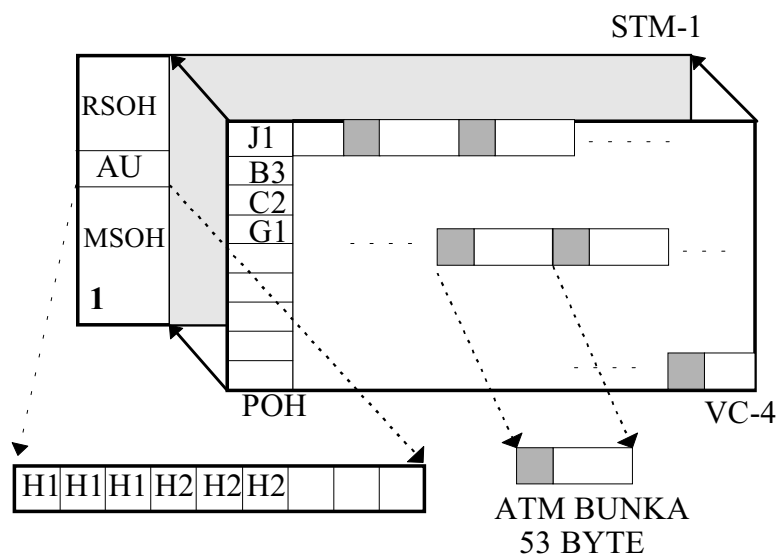 STM-1
RSOH
AU
MSOH
1
J1
B3
C2
G1
POH
VC-4
H1 H1 H1 H2 H2 H2
ATM BUNKA
53 BYTE